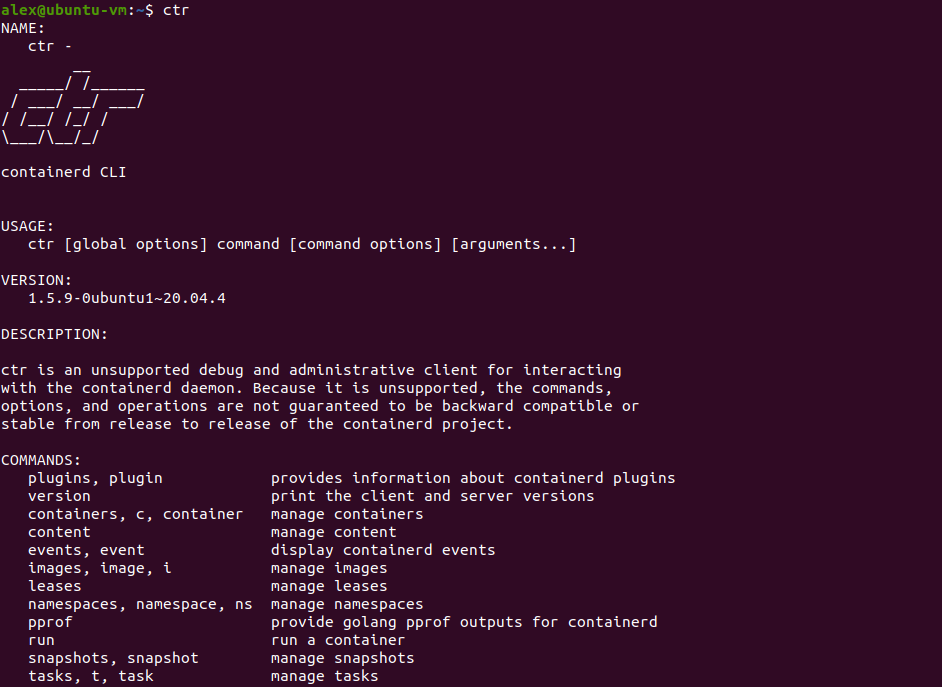 alex@ubuntu-vm:~$ ctr
NAME:
   ctr -
        __
  _____/ /______
 / ___/ __/ ___/
/ /__/ /_/ /
\___/\__/_/

containerd CLI


USAGE:
   ctr [global options] command [command options] [arguments...]

VERSION:
   1.5.9-0ubuntu1~20.04.4

DESCRIPTION:

ctr is an unsupported debug and administrative client for interacting
with the containerd daemon. Because it is unsupported, the commands,
options, and operations are not guaranteed to be backward compatible or
stable from release to release of the containerd project.

COMMANDS:
   plugins, plugin            provides information about containerd plugins
   version                    print the client and server versions
   containers, c, container   manage containers
   content                    manage content
   events, event              display containerd events
   images, image, i           manage images
   leases                     manage leases
   namespaces, namespace, ns  manage namespaces
   pprof                      provide golang pprof outputs for containerd
   run                        run a container
   snapshots, snapshot        manage snapshots
   tasks, t, task             manage tasks